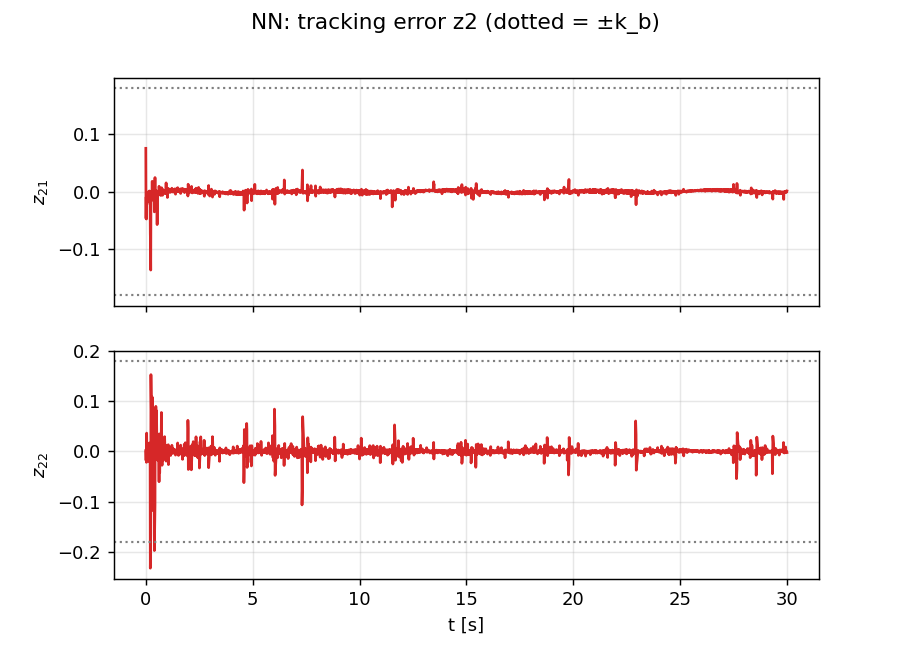 NN: tracking error z2 (dotted = ±k_b)
z₂₁
0.1
0.0
−0.1
z₂₂
0.2
0.1
0.0
−0.1
−0.2
0 5 10 15 20 25 30
t [s]